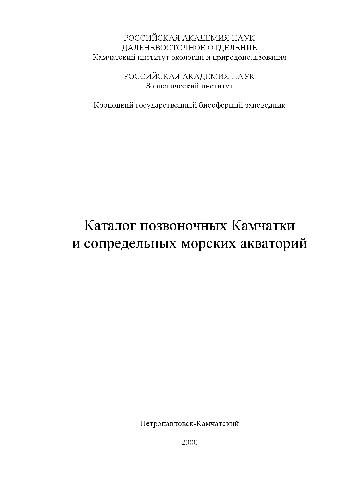 РОССИЙСКАЯ АКАДЕМИЯ НАУК
ДАЛЬНЕВОСТОЧНОЕ ОТДЕЛЕНИЕ
Камчатский институт экологии и природопользования
РОССИЙСКАЯ АКАДЕМИЯ НАУК
Зоологический институт
Кроноцкий государственный биосферный заповедник
Каталог позвоночных Камчатки
и сопредельных морских акваторий
Петропавловск-Камчатский
2000